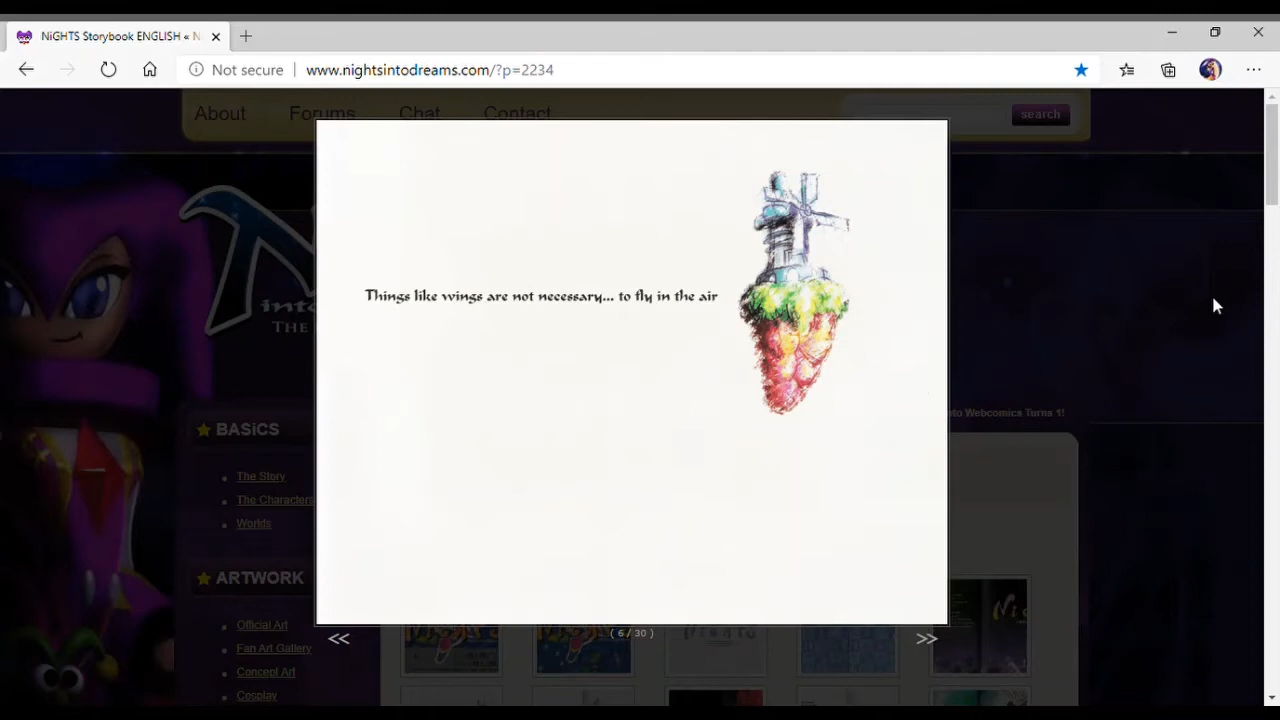 NiGHTS Storybook ENGLISH « N
Not secure
www.nightsintodreams.com/?p=2234
About
Forums
Chat
Contact
search
Things like wings are not necessary... to fly in the air
into Webcomics Turns 1!
BASiCS
The Story
The Characters
Worlds
ARTWORK
Official Art
Fan Art Gallery
Concept Art
Cosplay
<<
( 6 / 30 )
>>